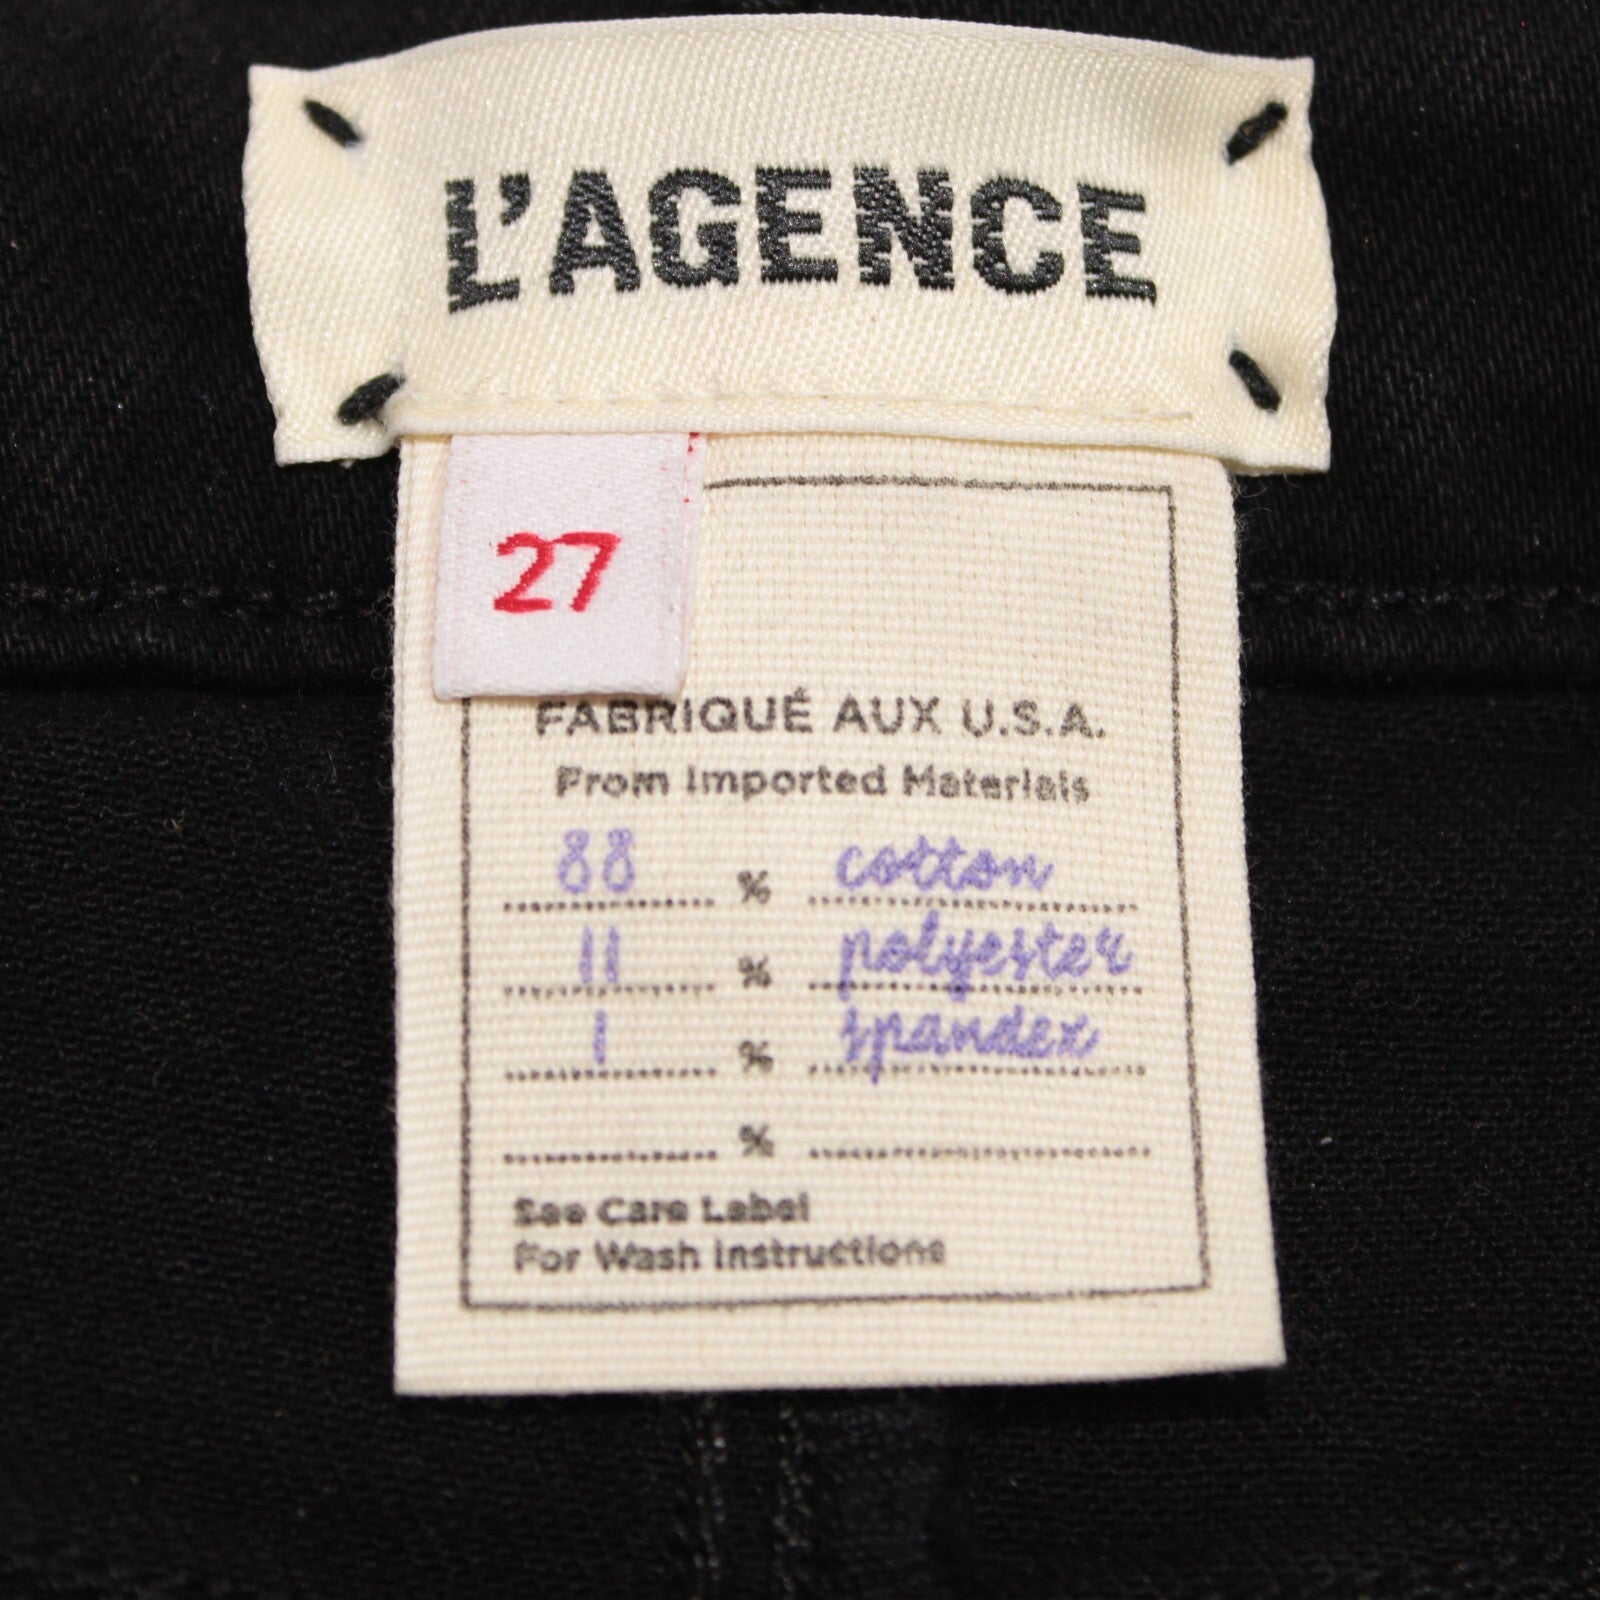 L'AGENCE
27
FABRIQUÉ AUX U.S.A.
From Imported Materials
88 % cotton
11 % polyester
1 % spandex
%
See Care Label
For Wash Instructions